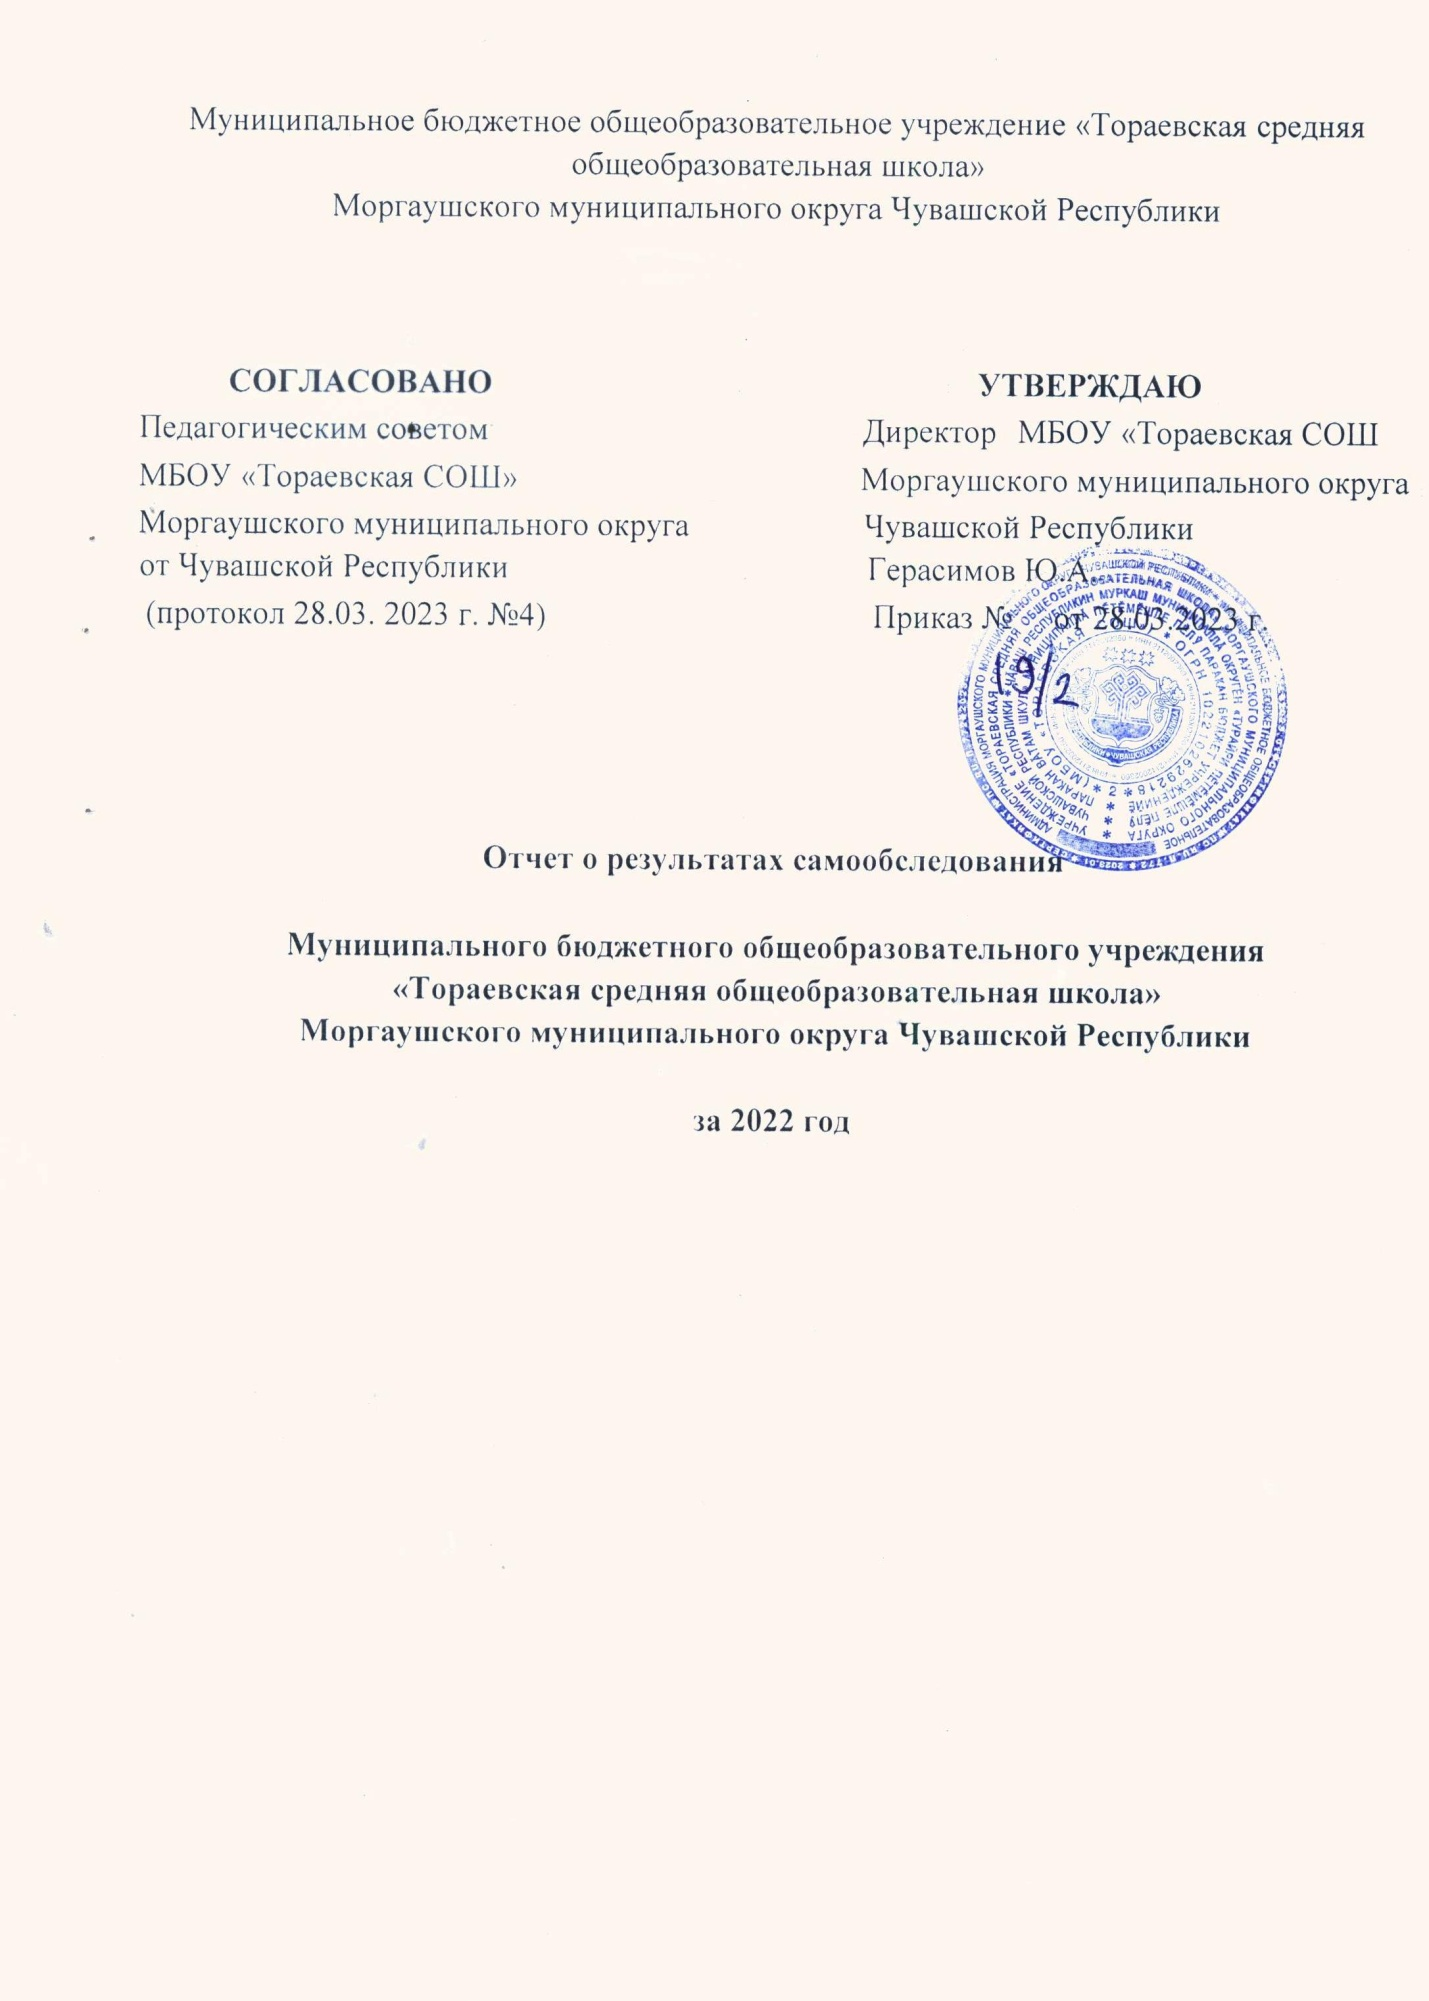 Муниципальное бюджетное общеобразовательное учреждение «Тораевская средняя
общеобразовательная школа»
Моргаушского муниципального округа Чувашской Республики
СОГЛАСОВАНО
Педагогическим советом
МБОУ «Тораевская СОШ»
Моргаушского муниципального округа
от Чувашской Республики
(протокол 28.03. 2023 г. №4)
УТВЕРЖДАЮ
Директор МБОУ «Тораевская СОШ
Моргаушского муниципального округа
Чувашской Республики
Герасимов Ю.А.
Приказ № от 28.03.2023 г.
19/2
Отчет о результатах самообследования
Муниципального бюджетного общеобразовательного учреждения
«Тораевская средняя общеобразовательная школа»
Моргаушского муниципального округа Чувашской Республики
за 2022 год